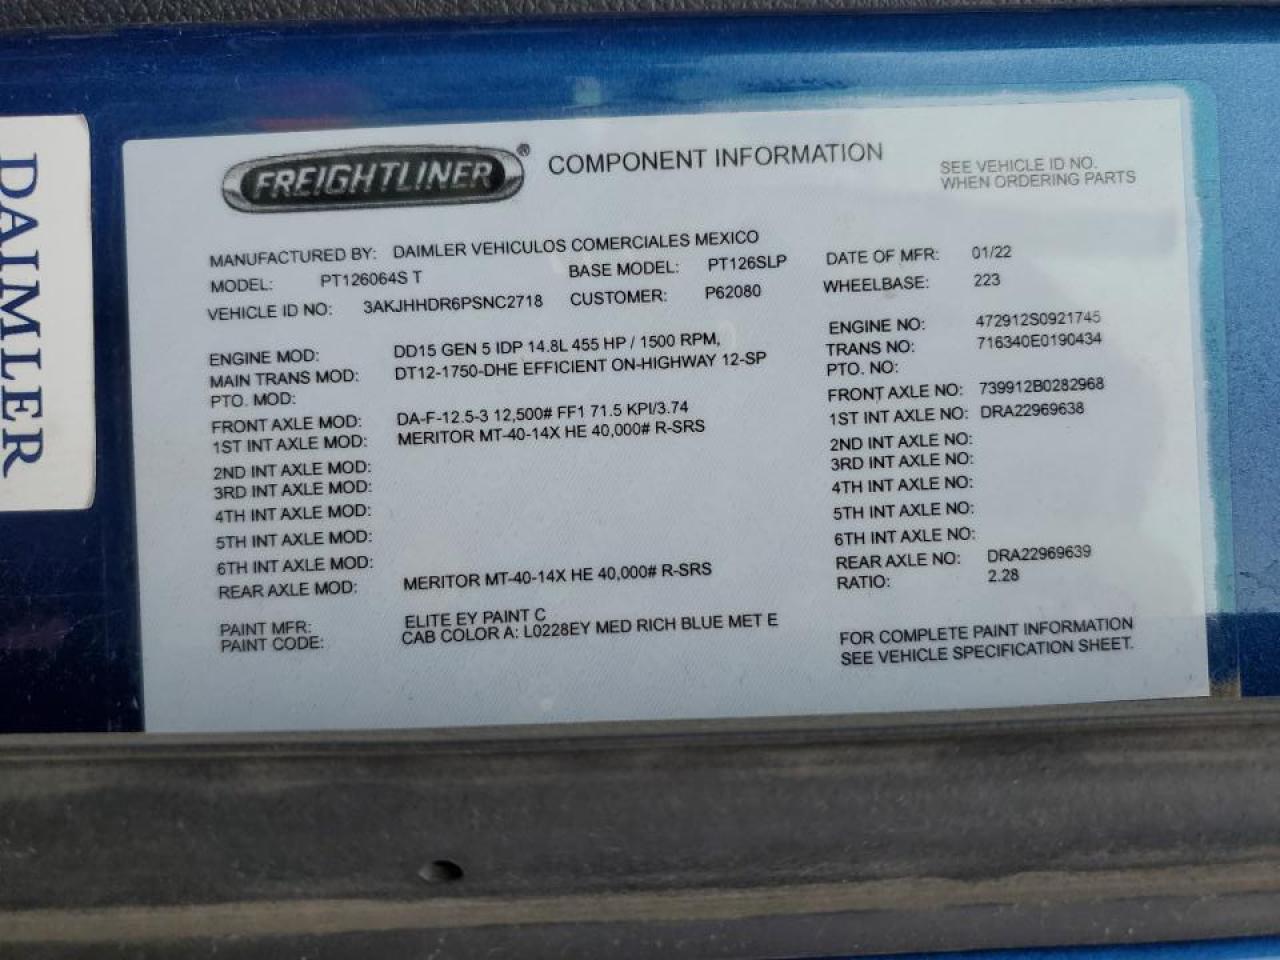 DAIMLER
FREIGHTLINER® COMPONENT INFORMATION
SEE VEHICLE ID NO.
WHEN ORDERING PARTS
MANUFACTURED BY: DAIMLER VEHICULOS COMERCIALES MEXICO DATE OF MFR: 01/22
MODEL: PT126064S T BASE MODEL: PT126SLP WHEELBASE: 223
VEHICLE ID NO: 3AKJHHDR6PSNC2718 CUSTOMER: P62080
ENGINE MOD: DD15 GEN 5 IDP 14.8L 455 HP / 1500 RPM, ENGINE NO: 472912S0921745
MAIN TRANS MOD: DT12-1750-DHE EFFICIENT ON-HIGHWAY 12-SP TRANS NO: 716340E0190434
PTO. MOD: PTO. NO:
FRONT AXLE MOD: DA-F-12.5-3 12,500# FF1 71.5 KPI/3.74 FRONT AXLE NO: 739912B0282968
1ST INT AXLE MOD: MERITOR MT-40-14X HE 40,000# R-SRS 1ST INT AXLE NO: DRA22969638
2ND INT AXLE MOD: 2ND INT AXLE NO:
3RD INT AXLE MOD: 3RD INT AXLE NO:
4TH INT AXLE MOD: 4TH INT AXLE NO:
5TH INT AXLE MOD: 5TH INT AXLE NO:
6TH INT AXLE MOD: 6TH INT AXLE NO:
REAR AXLE MOD: MERITOR MT-40-14X HE 40,000# R-SRS REAR AXLE NO: DRA22969639
RATIO: 2.28
PAINT MFR: ELITE EY PAINT C
PAINT CODE: CAB COLOR A: L0228EY MED RICH BLUE MET E
FOR COMPLETE PAINT INFORMATION
SEE VEHICLE SPECIFICATION SHEET.